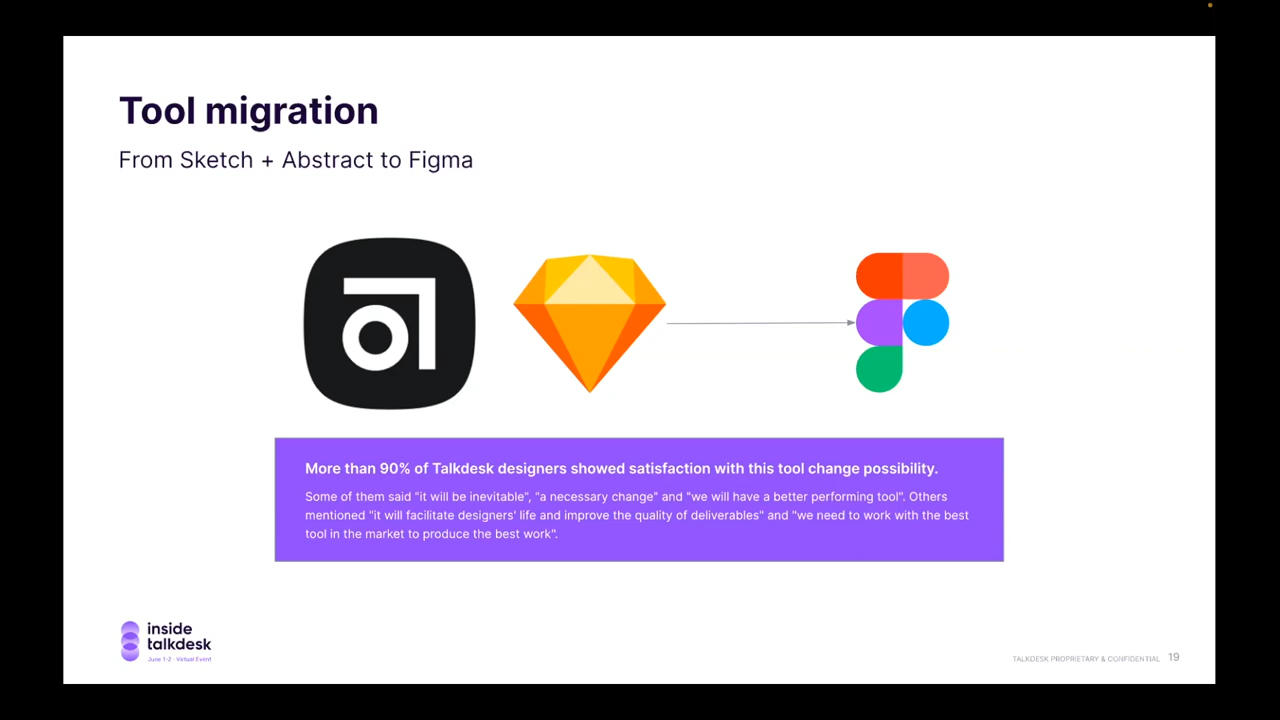 Tool migration
From Sketch + Abstract to Figma
More than 90% of Talkdesk designers showed satisfaction with this tool change possibility.
Some of them said "it will be inevitable", "a necessary change" and "we will have a better performing tool". Others
mentioned "it will facilitate designers' life and improve the quality of deliverables" and "we need to work with the best
tool in the market to produce the best work".
inside
talkdesk
June 1-2 · Virtual Event
TALKDESK PROPRIETARY & CONFIDENTIAL 19